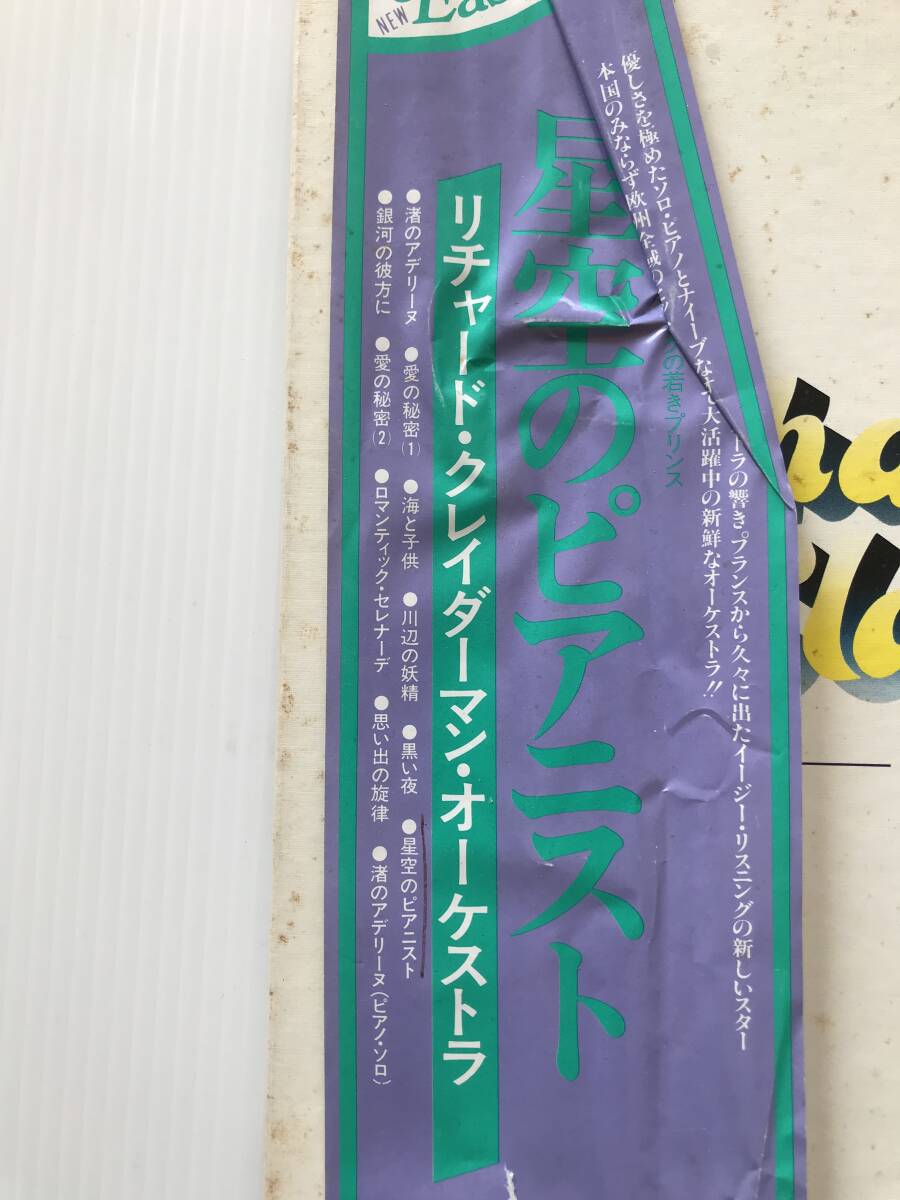 NEW
Eas
優しさを極めたソロ・ピアノとナイーブな
ーラの響き フランスから久々に出たイージー・リスニングの新しいスター
本国のみならず欧州全域の
て大活躍中の新鮮なオーケストラ!!
の若きプリンス
星空のピアニスト
リチャード・クレイダーマン・オーケストラ
●渚のアデリーヌ ●愛の秘密(1) ●海と子供 ●川辺の妖精 ●黒い夜 ●星空のピアニスト
●銀河の彼方に ●愛の秘密(2) ●ロマンティック・セレナーデ ●思い出の旋律 ●渚のアデリーヌ(ピアノ・ソロ)